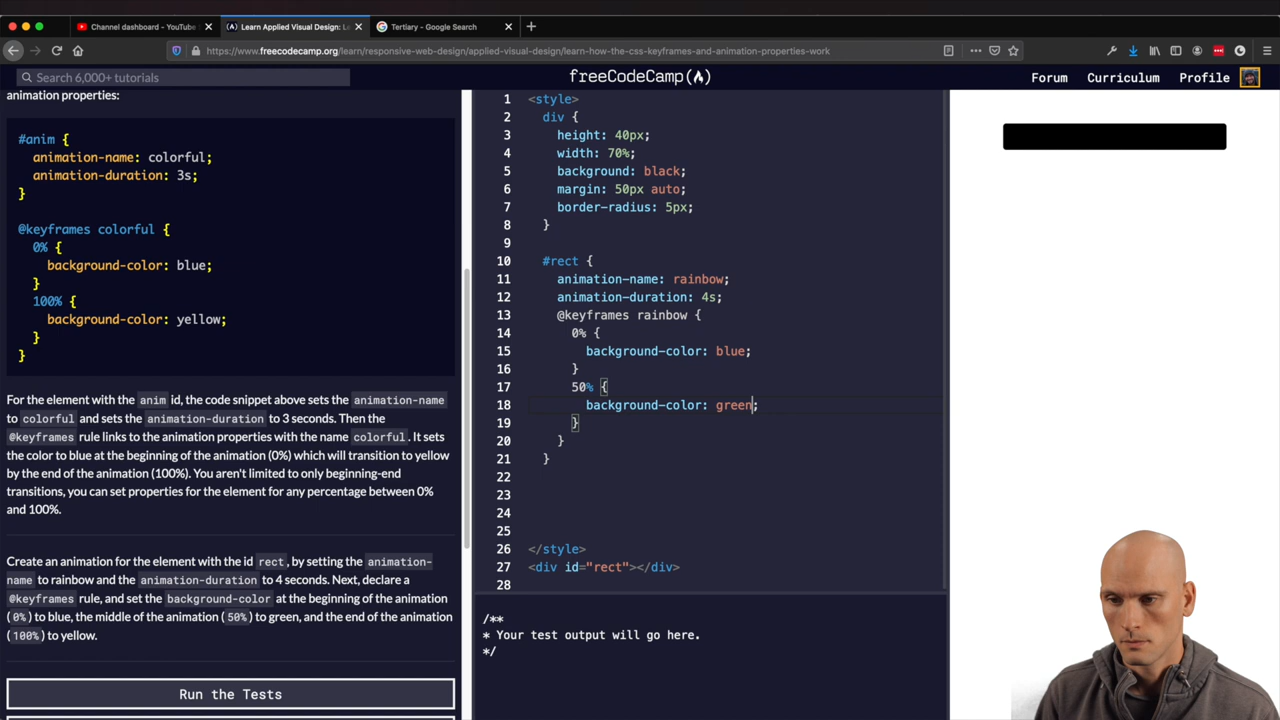 Channel dashboard - YouTube
Learn Applied Visual Design: Le
Tertiary - Google Search
https://www.freecodecamp.org/learn/responsive-web-design/applied-visual-design/learn-how-the-css-keyframes-and-animation-properties-work
Search 6,000+ tutorials
freeCodeCamp
Forum
Curriculum
Profile
animation properties:
#anim {
animation-name: colorful;
animation-duration: 3s;
}
@keyframes colorful {
0% {
background-color: blue;
}
100% {
background-color: yellow;
}
}
For the element with the anim id, the code snippet above sets the animation-name
to colorful and sets the animation-duration to 3 seconds. Then the
@keyframes rule links to the animation properties with the name colorful. It sets
the color to blue at the beginning of the animation (0%) which will transition to yellow
by the end of the animation (100%). You aren't limited to only beginning-end
transitions, you can set properties for the element for any percentage between 0%
and 100%.
Create an animation for the element with the id rect, by setting the animation-
name to rainbow and the animation-duration to 4 seconds. Next, declare a
@keyframes rule, and set the background-color at the beginning of the animation
(0%) to blue, the middle of the animation (50%) to green, and the end of the animation
(100%) to yellow.
Run the Tests
1 <style>
2 div {
3 height: 40px;
4 width: 70%;
5 background: black;
6 margin: 50px auto;
7 border-radius: 5px;
8 }
9
10 #rect {
11 animation-name: rainbow;
12 animation-duration: 4s;
13 @keyframes rainbow {
14 0% {
15 background-color: blue;
16 }
17 50% {
18 background-color: green;
19 }
20 }
21 }
22
23
24
25
26 </style>
27 <div id="rect"></div>
28
/**
* Your test output will go here.
*/